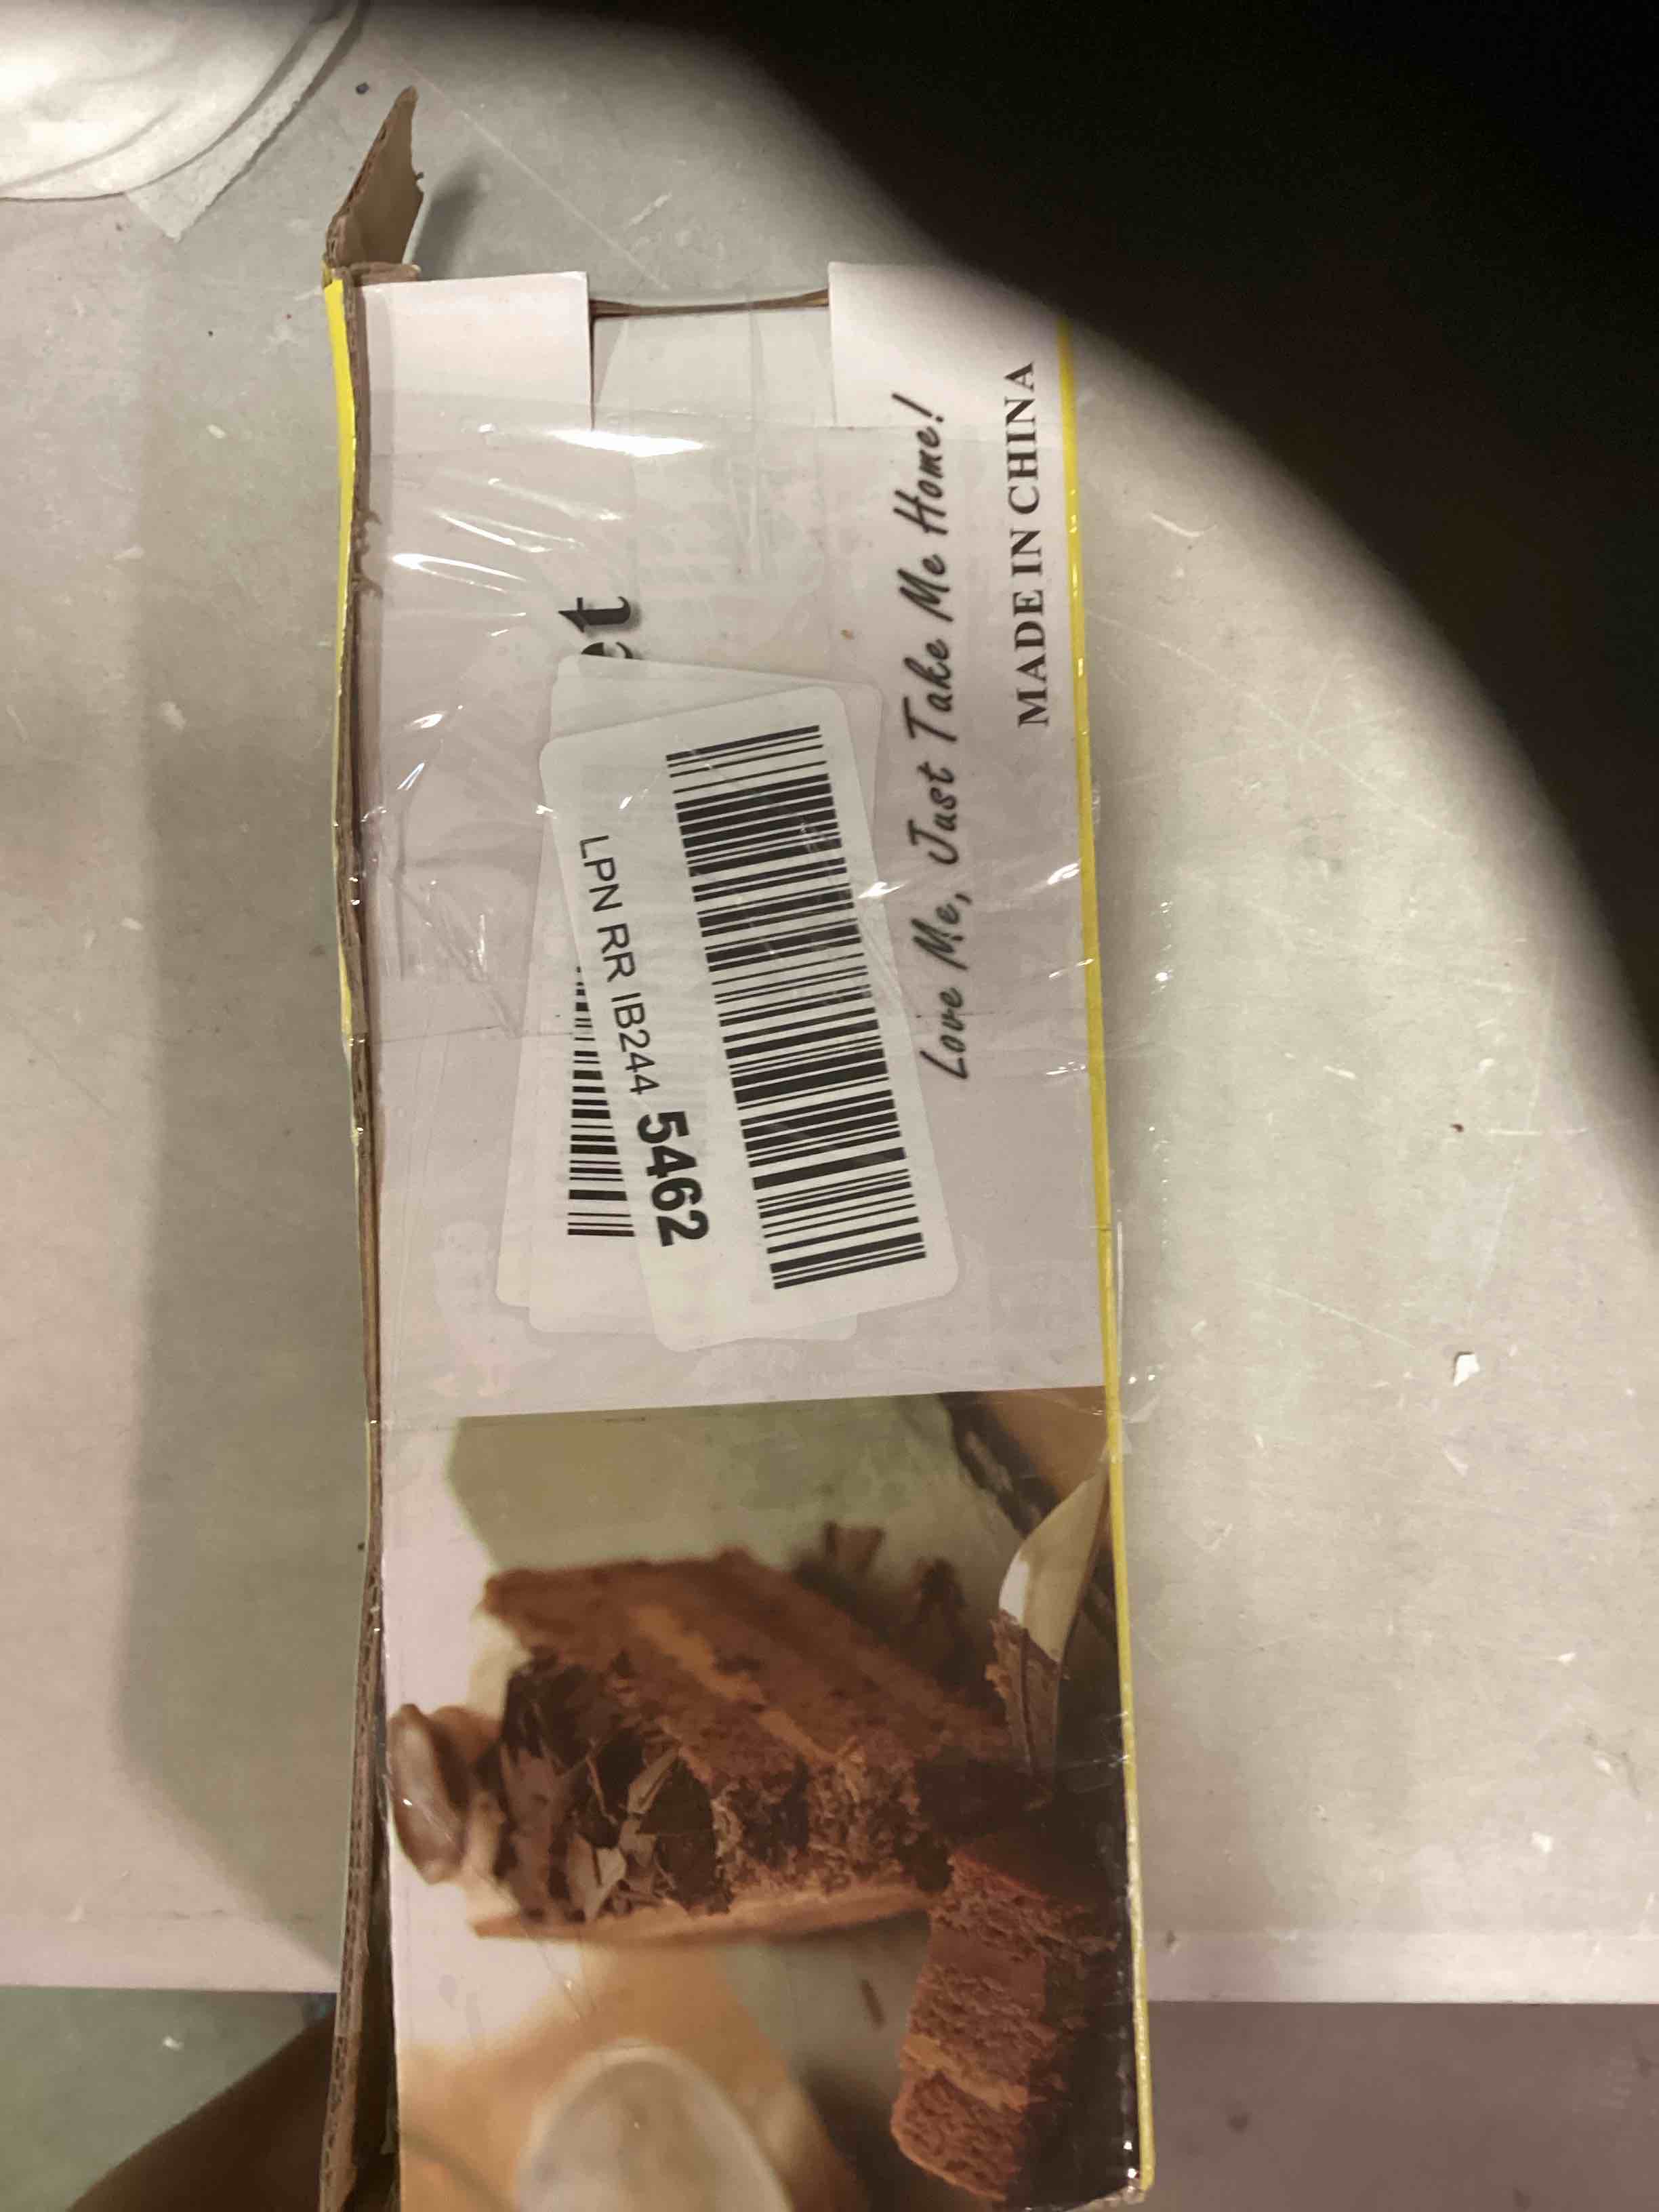 Love Me, Just Take Me Home!
MADE IN CHINA
LPN RR IB244 5462